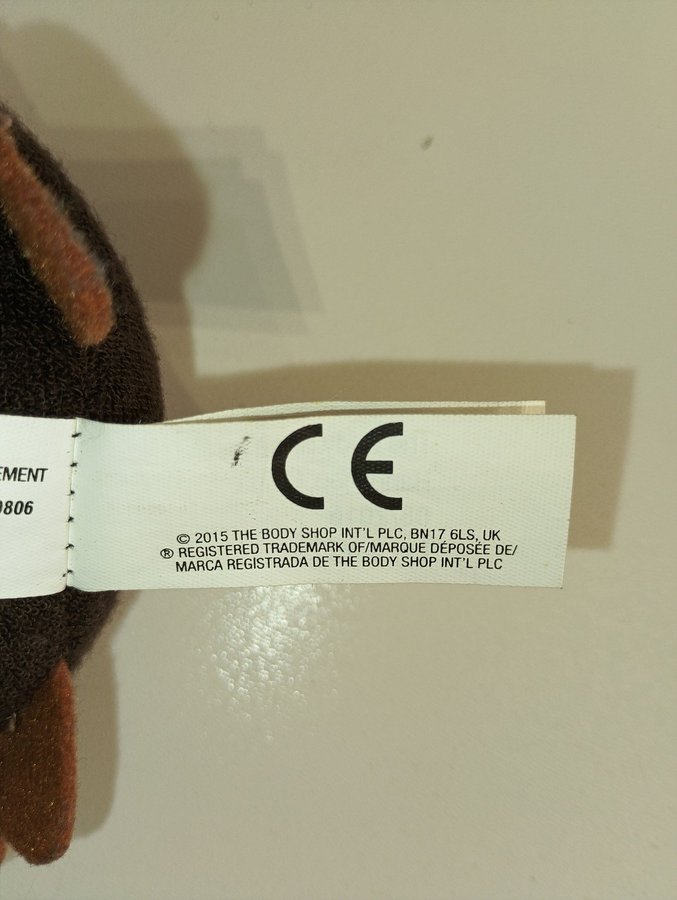 EMENT
0806
CE
© 2015 THE BODY SHOP INT'L PLC, BN17 6LS, UK
® REGISTERED TRADEMARK OF/MARQUE DÉPOSÉE DE/
MARCA REGISTRADA DE THE BODY SHOP INT'L PLC